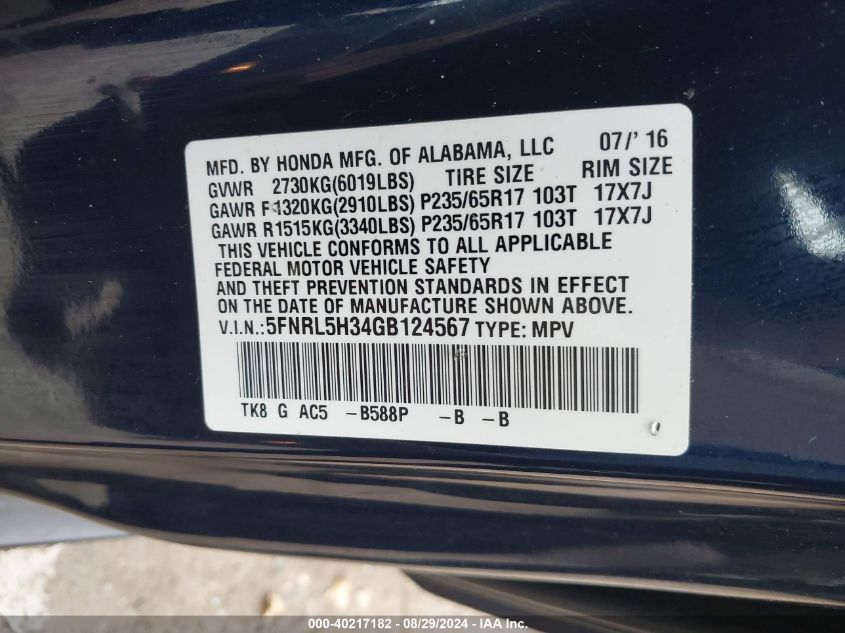 MFD. BY HONDA MFG. OF ALABAMA, LLC 07/' 16
GVWR 2730KG(6019LBS) TIRE SIZE RIM SIZE
GAWR F1320KG(2910LBS) P235/65R17 103T 17X7J
GAWR R1515KG(3340LBS) P235/65R17 103T 17X7J
THIS VEHICLE CONFORMS TO ALL APPLICABLE
FEDERAL MOTOR VEHICLE SAFETY
AND THEFT PREVENTION STANDARDS IN EFFECT
ON THE DATE OF MANUFACTURE SHOWN ABOVE.
V.I.N.:5FNRL5H34GB124567 TYPE: MPV
TK8 G AC5 -B588P -B -B
000-40217182 - 08/29/2024 - IAA Inc.